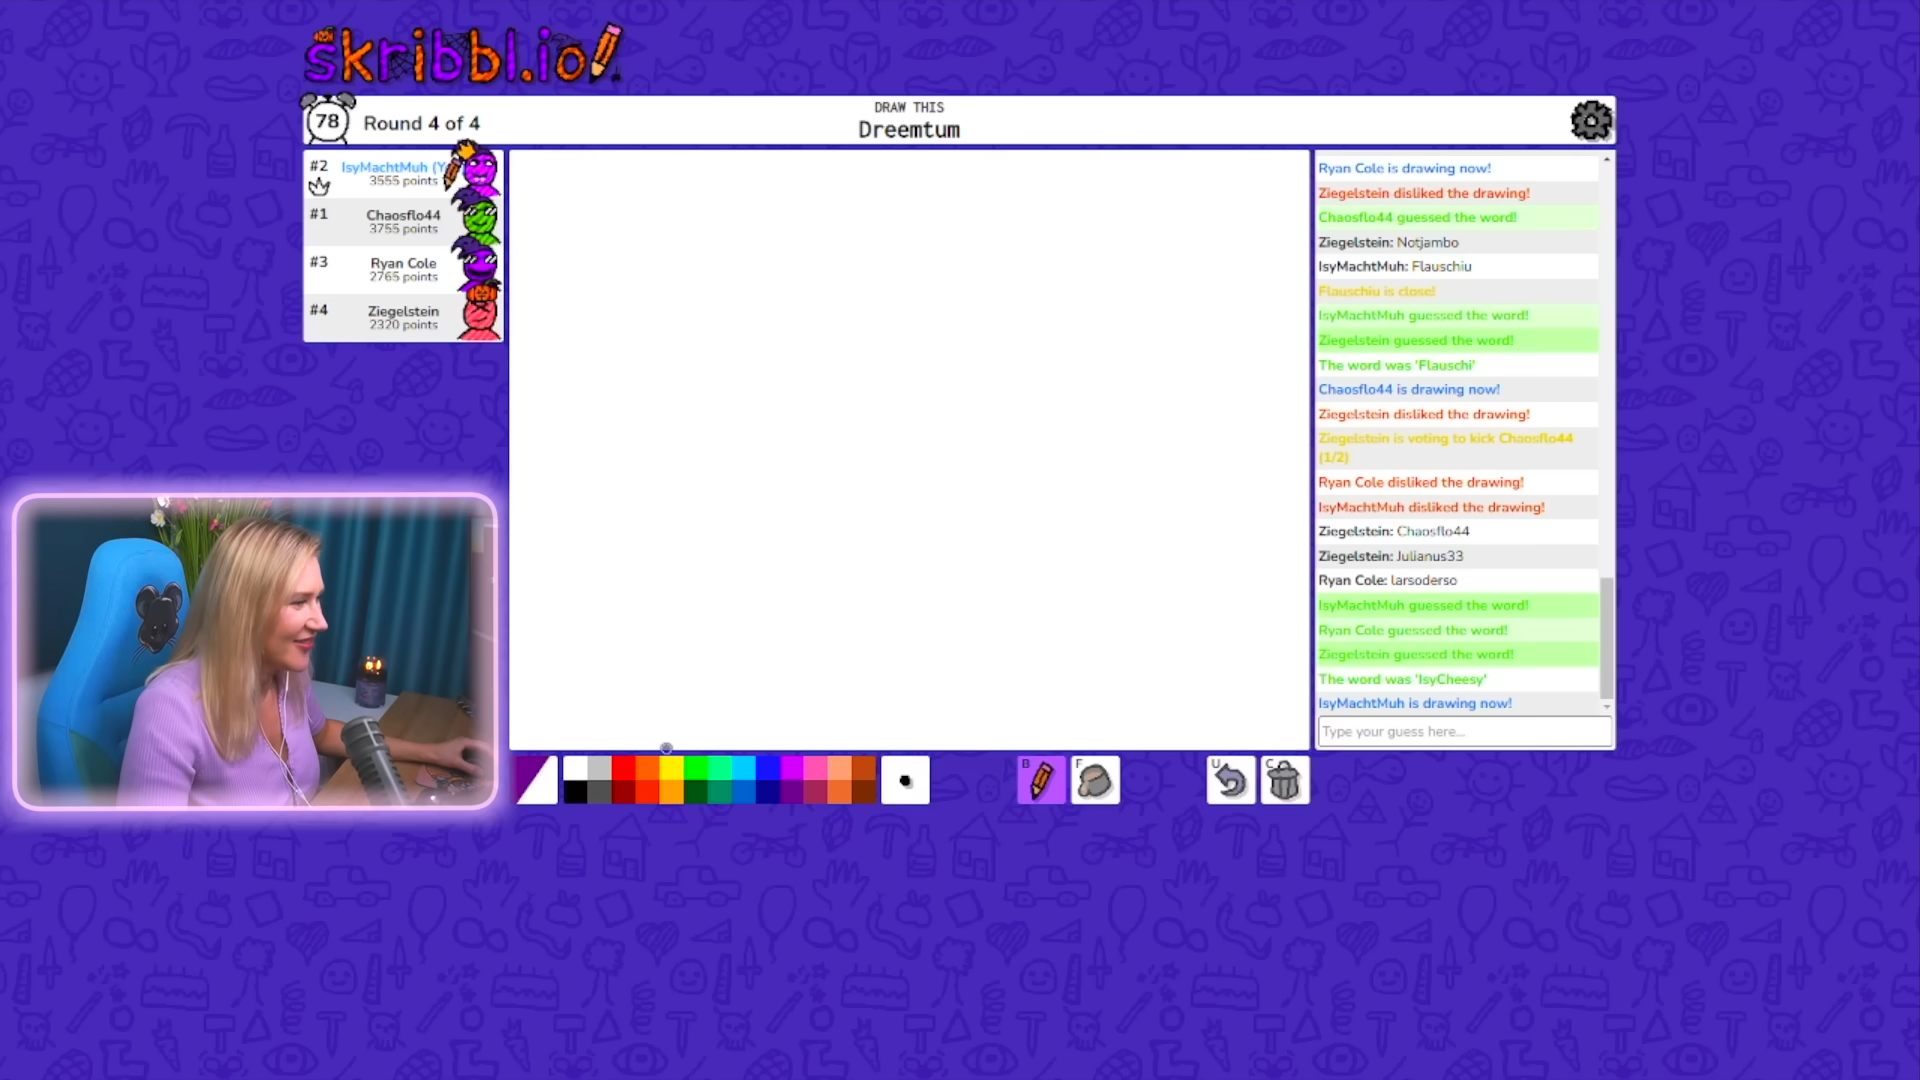 skribbl.io
78
Round 4 of 4
DRAW THIS
Dreemtum
#2
IsyMachtMuh (Y
3555 points
#1
Chaosflo44
3755 points
#3
Ryan Cole
2765 points
#4
Ziegelstein
2320 points
Ryan Cole is drawing now!
Ziegelstein disliked the drawing!
Chaosflo44 guessed the word!
Ziegelstein: Notjambo
IsyMachtMuh: Flauschiu
Flauschiu is close!
IsyMachtMuh guessed the word!
Ziegelstein guessed the word!
The word was 'Flauschi'
Chaosflo44 is drawing now!
Ziegelstein disliked the drawing!
Ziegelstein is voting to kick Chaosflo44
(1/2)
Ryan Cole disliked the drawing!
IsyMachtMuh disliked the drawing!
Ziegelstein: Chaosflo44
Ziegelstein: Julianus33
Ryan Cole: larsoderso
IsyMachtMuh guessed the word!
Ryan Cole guessed the word!
Ziegelstein guessed the word!
The word was 'IsyCheesy'
IsyMachtMuh is drawing now!
Type your guess here...
B
F
U
C